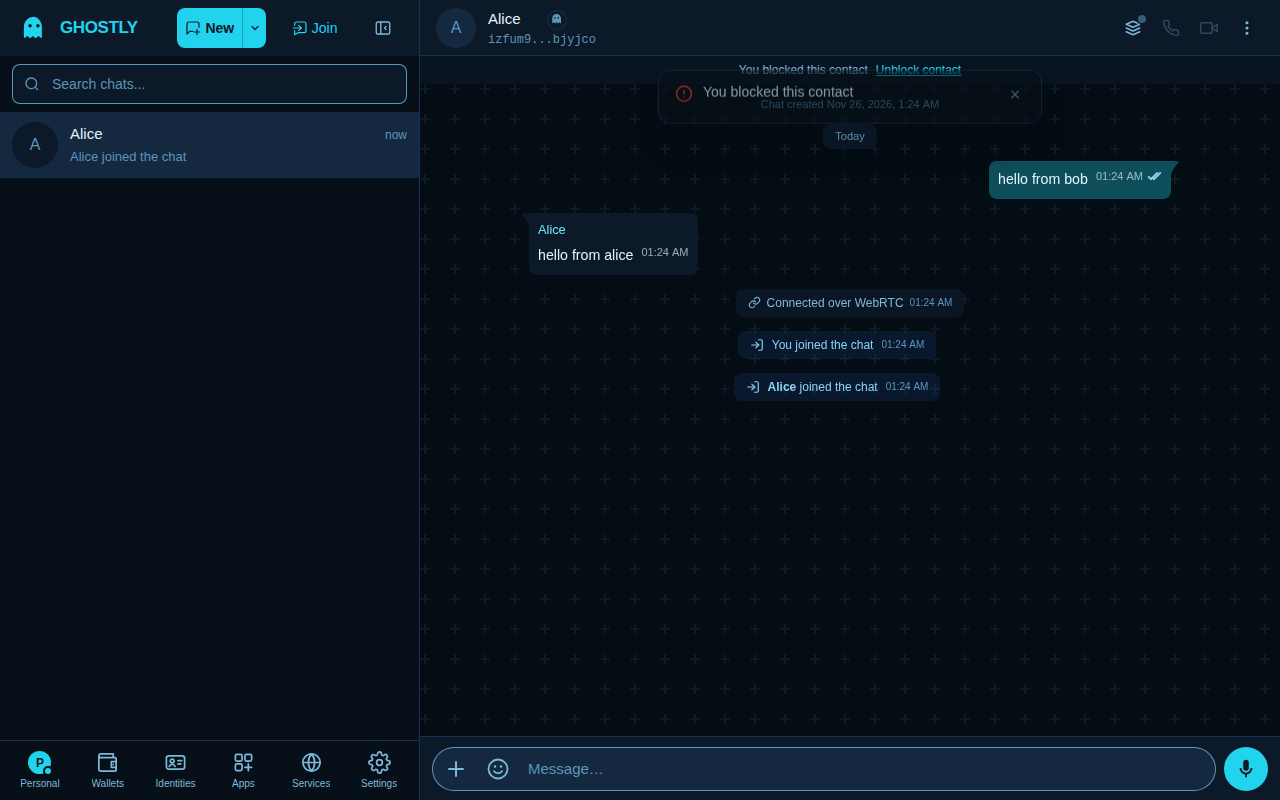 GHOSTLY
New
Join
Search chats...
A
Alice
now
Alice joined the chat
P
Personal
Wallets
Identities
Apps
Services
Settings
A
Alice
izfum9...bjyjco
You blocked this contact Unblock contact
You blocked this contact
Chat created Nov 26, 2026, 1:24 AM
Today
hello from bob 01:24 AM
Alice
hello from alice 01:24 AM
Connected over WebRTC 01:24 AM
You joined the chat 01:24 AM
Alice joined the chat 01:24 AM
Message…